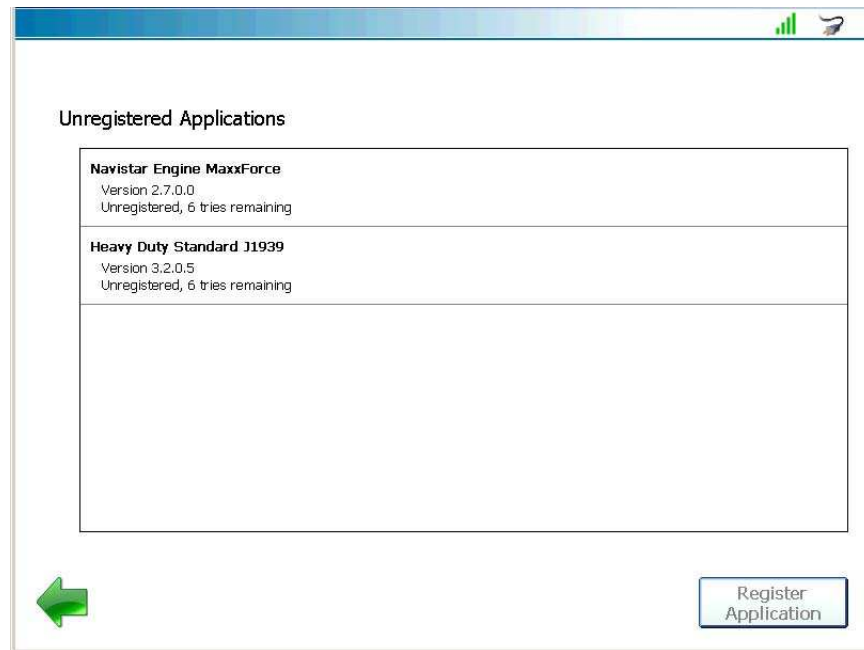 Unregistered Applications
Navistar Engine MaxxForce
Version 2.7.0.0
Unregistered, 6 tries remaining
Heavy Duty Standard J1939
Version 3.2.0.5
Unregistered, 6 tries remaining
Register
Application